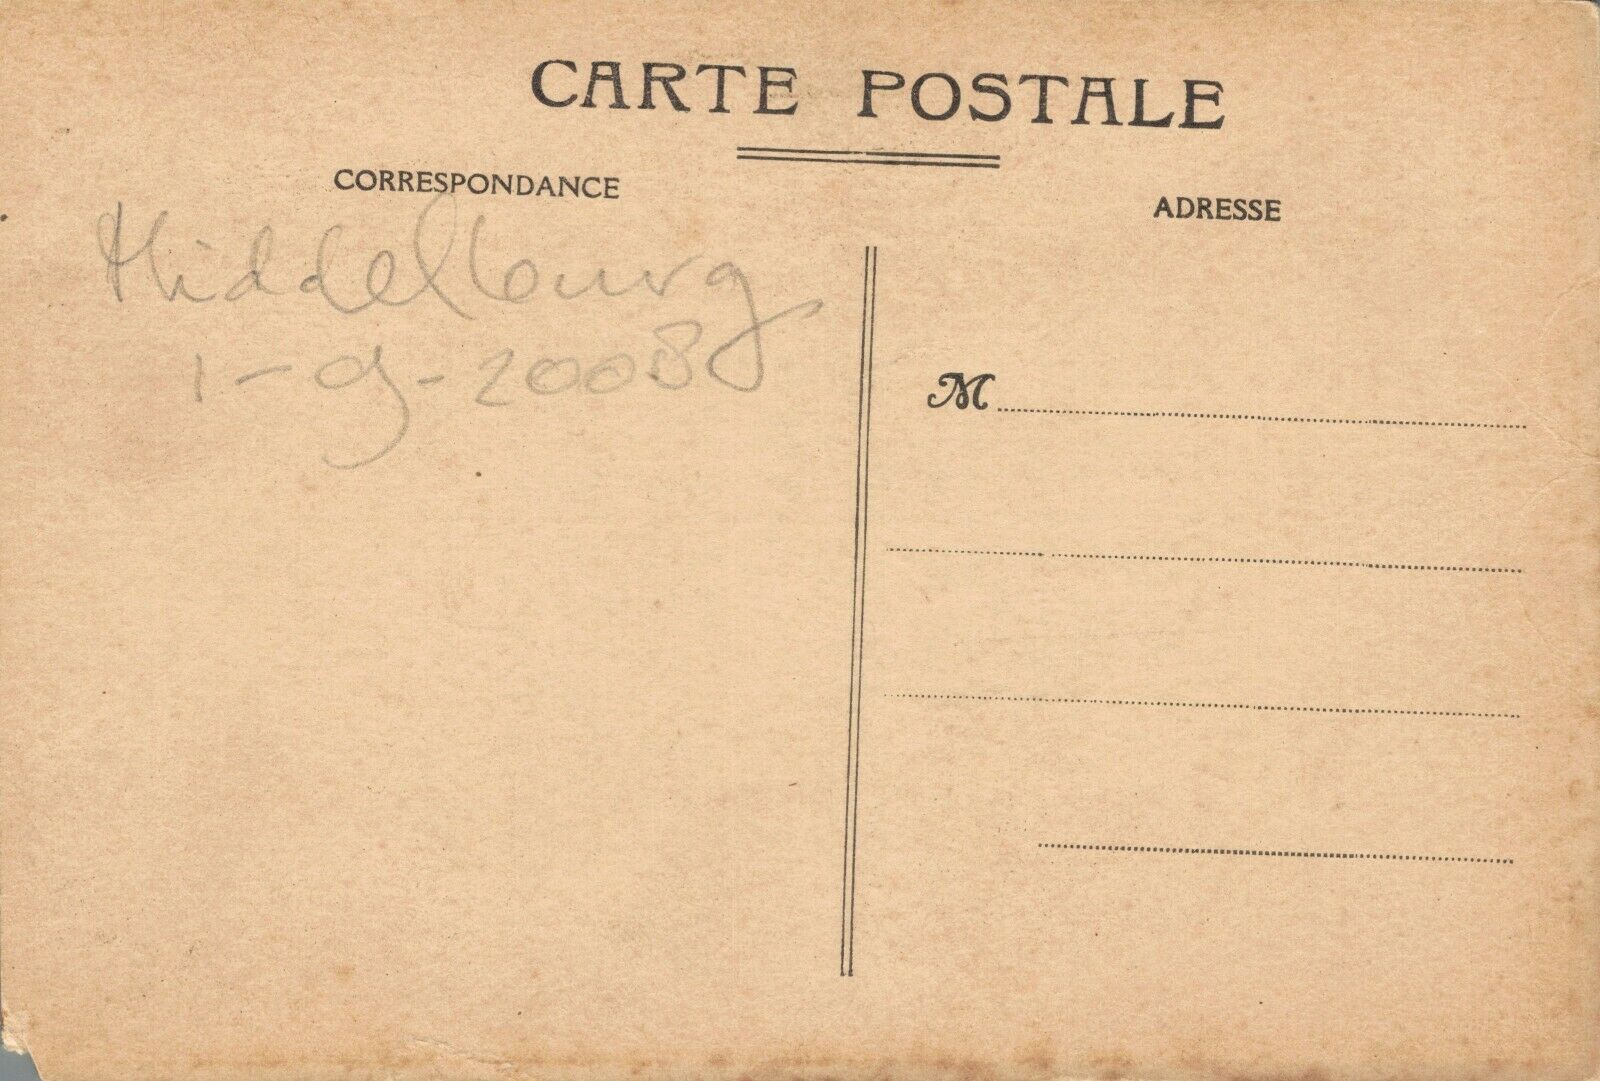 CARTE POSTALE
CORRESPONDANCE
ADRESSE
Middelburg
1-9-2008
M